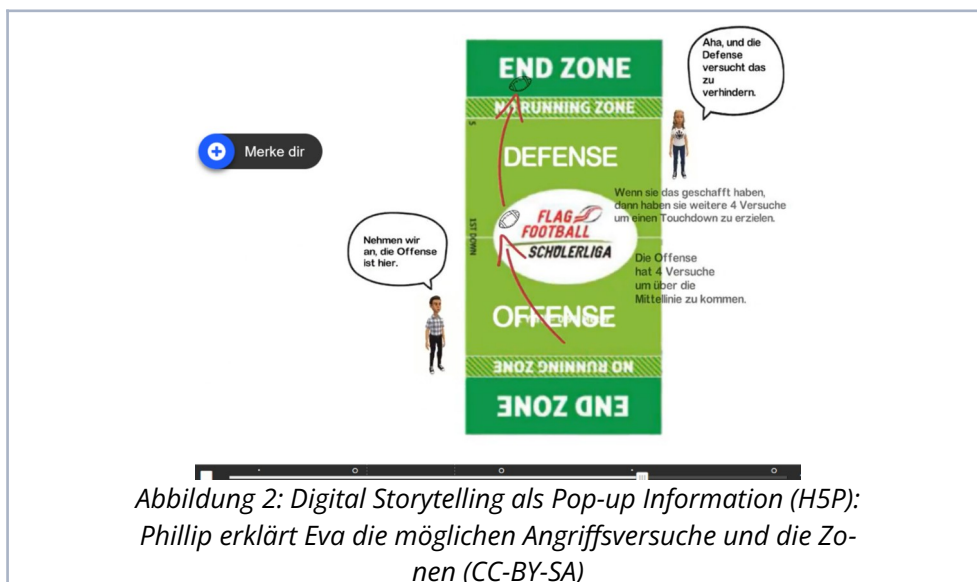 END ZONE
NO RUNNING ZONE
5
DEFENSE
Aha, und die
Defense
versucht das
zu
verhindern.
Merke dir
Wenn sie das geschafft haben,
dann haben sie weitere 4 Versuche
um einen Touchdown zu erzielen.
FLAG
FOOTBALL
SCHÜLERLIGA
1ST DOWN
Nehmen wir
an, die Offense
ist hier.
Die Offense
hat 4 Versuche
um über die
Mittellinie zu kommen.
OFFENSE
NO RUNNING ZONE
END ZONE
Abbildung 2: Digital Storytelling als Pop-up Information (H5P):
Phillip erklärt Eva die möglichen Angriffsversuche und die Zo-
nen (CC-BY-SA)